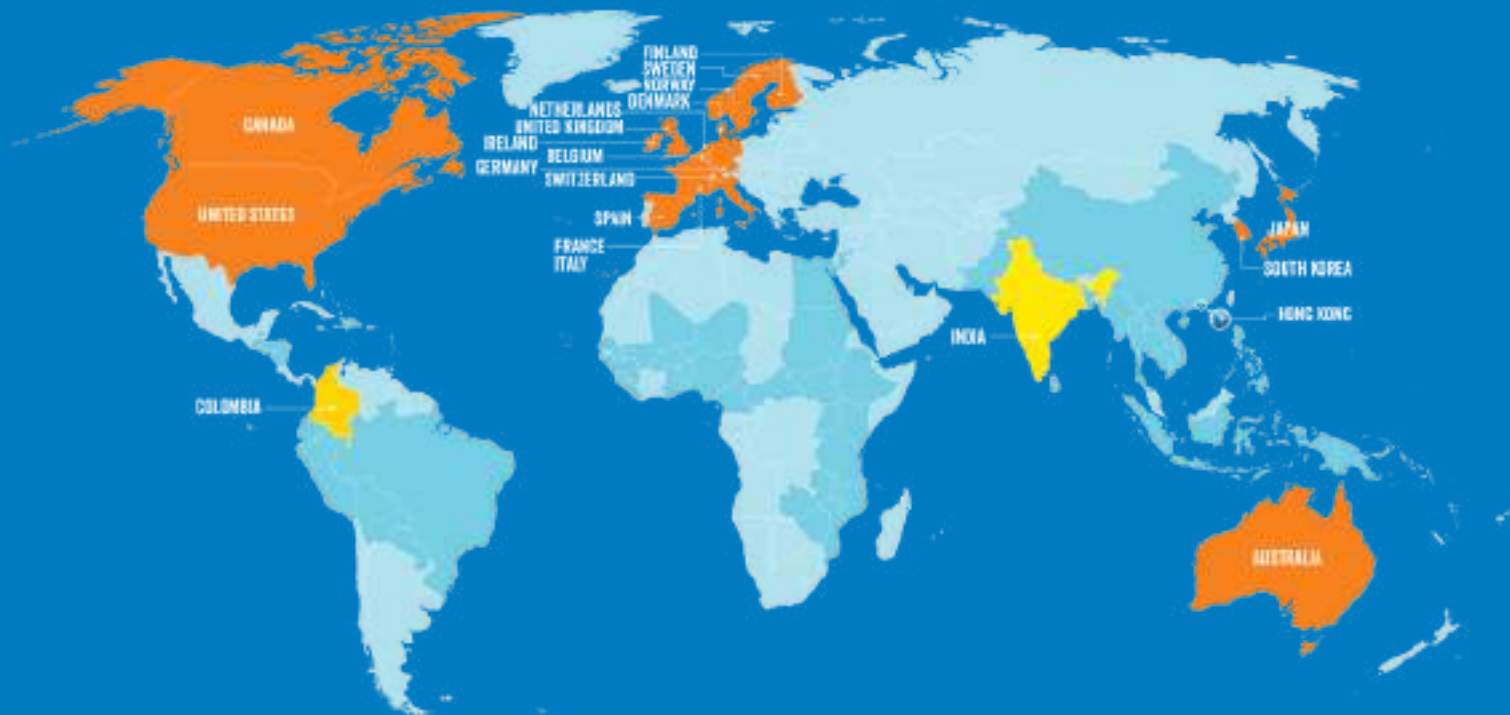 FINLAND
SWEDEN
NORWAY
DENMARK
NETHERLANDS
UNITED KINGDOM
IRELAND
BELGIUM
GERMANY
SWITZERLAND
SPAIN
FRANCE
ITALY
CANADA
UNITED STATES
COLOMBIA
INDIA
JAPAN
SOUTH KOREA
HONG KONG
AUSTRALIA